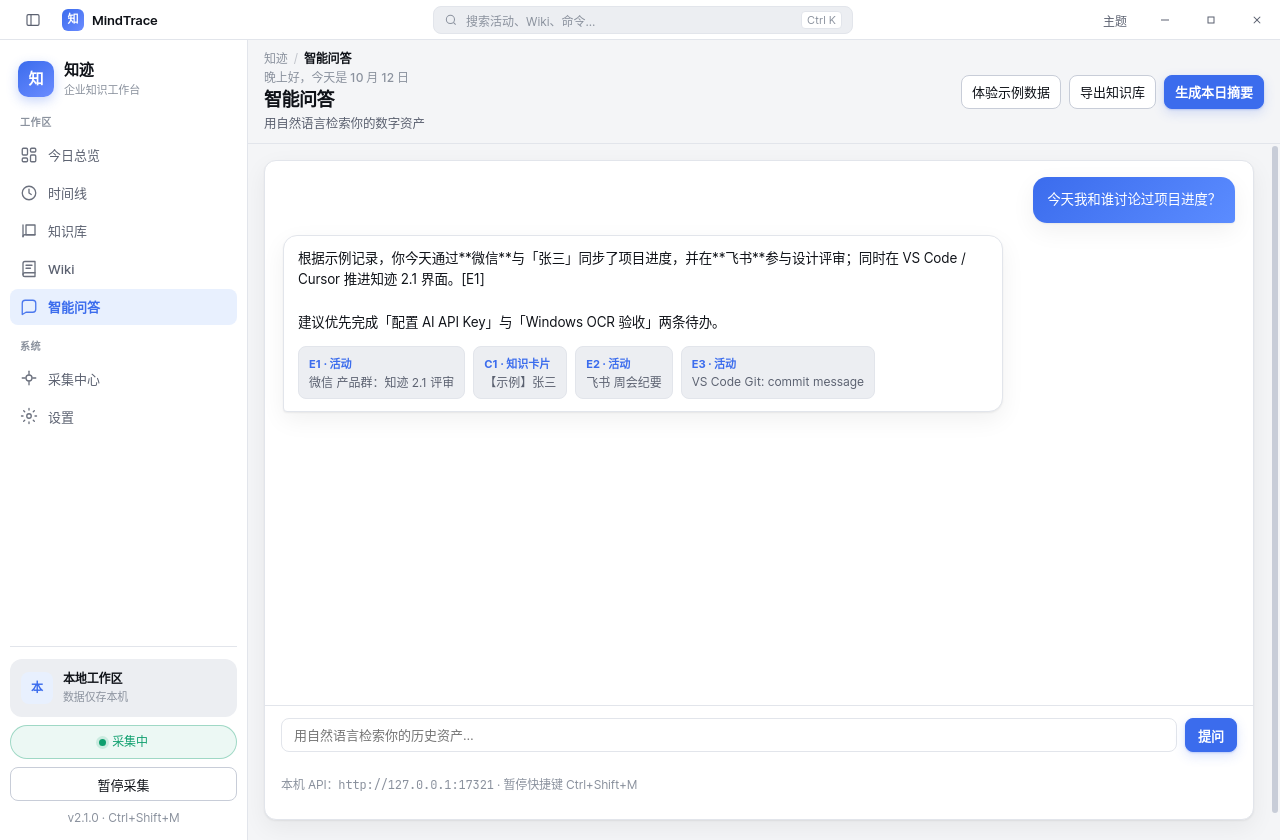 知 MindTrace
搜索活动、Wiki、命令... Ctrl K
主题
知 知迹
企业知识工作台
工作区
今日总览
时间线
知识库
Wiki
智能问答
系统
采集中心
设置
本 本地工作区
数据仅存本机
采集中
暂停采集
v2.1.0 · Ctrl+Shift+M
知迹 / 智能问答
晚上好，今天是 10 月 12 日
智能问答
用自然语言检索你的数字资产
体验示例数据 导出知识库 生成本日摘要
今天我和谁讨论过项目进度？
根据示例记录，你今天通过**微信**与「张三」同步了项目进度，并在**飞书**参与设计评审；同时在 VS Code /
Cursor 推进知迹 2.1 界面。[E1]
建议优先完成「配置 AI API Key」与「Windows OCR 验收」两条待办。
E1 · 活动
微信 产品群：知迹 2.1 评审
C1 · 知识卡片
【示例】张三
E2 · 活动
飞书 周会纪要
E3 · 活动
VS Code Git: commit message
用自然语言检索你的历史资产...
提问
本机 API：http://127.0.0.1:17321 · 暂停快捷键 Ctrl+Shift+M